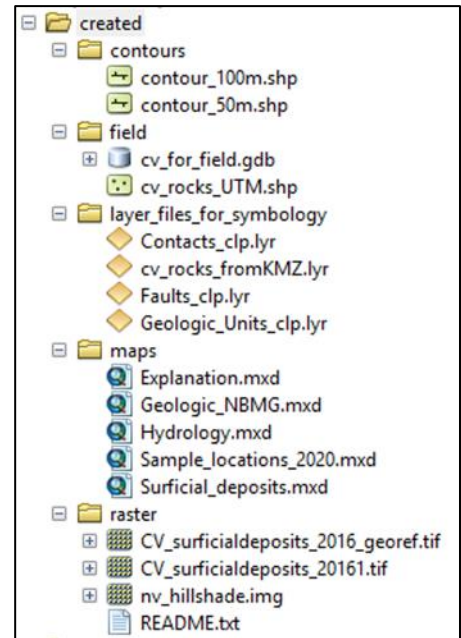 created
contours
contour_100m.shp
contour_50m.shp
field
cv_for_field.gdb
cv_rocks_UTM.shp
layer_files_for_symbology
Contacts_clp.lyr
cv_rocks_fromKMZ.lyr
Faults_clp.lyr
Geologic_Units_clp.lyr
maps
Explanation.mxd
Geologic_NBMG.mxd
Hydrology.mxd
Sample_locations_2020.mxd
Surficial_deposits.mxd
raster
CV_surficialdeposits_2016_georef.tif
CV_surficialdeposits_20161.tif
nv_hillshade.img
README.txt